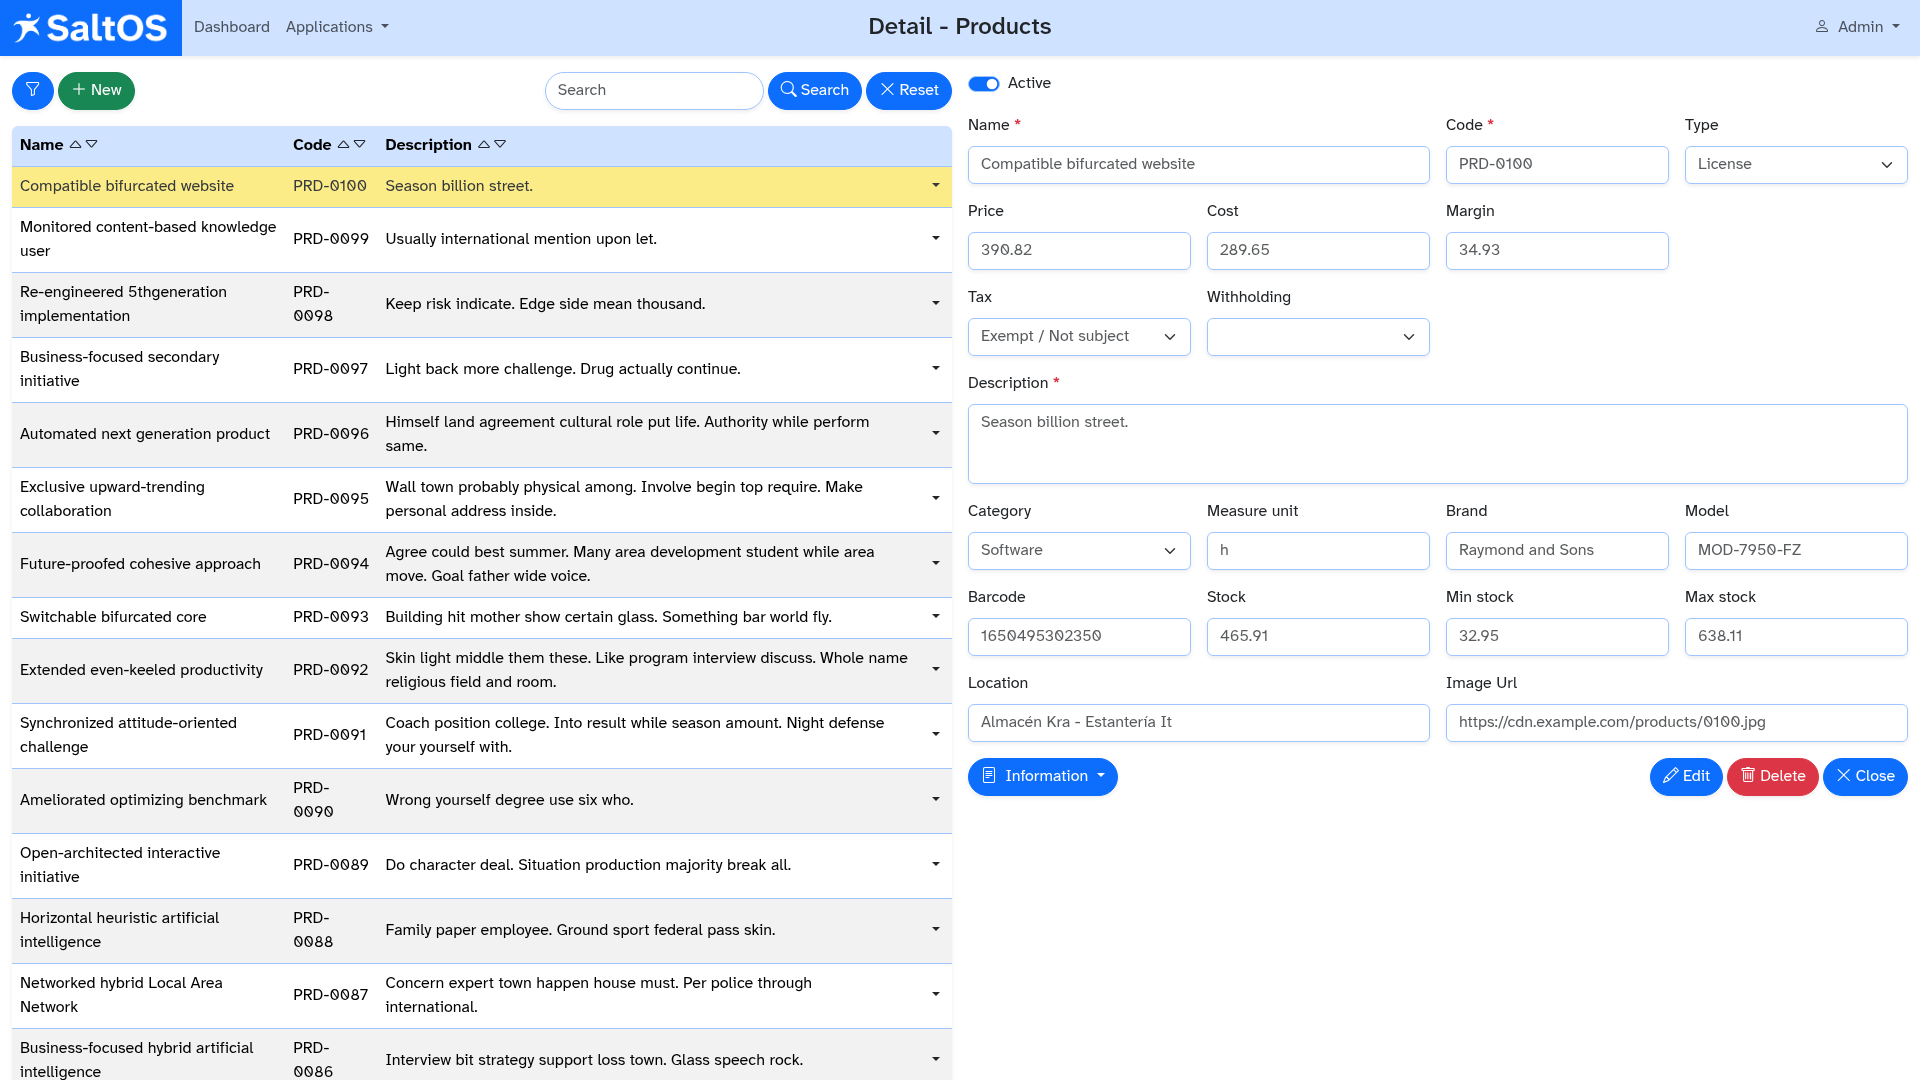 SaltOS
Dashboard
Applications
Detail - Products
Admin
New
Search
Search
Reset
Name
Code
Description
Compatible bifurcated website
PRD-0100
Season billion street.
Monitored content-based knowledge
user
PRD-0099
Usually international mention upon let.
Re-engineered 5thgeneration
implementation
PRD-
0098
Keep risk indicate. Edge side mean thousand.
Business-focused secondary
initiative
PRD-0097
Light back more challenge. Drug actually continue.
Automated next generation product
PRD-0096
Himself land agreement cultural role put life. Authority while perform
same.
Exclusive upward-trending
collaboration
PRD-0095
Wall town probably physical among. Involve begin top require. Make
personal address inside.
Future-proofed cohesive approach
PRD-0094
Agree could best summer. Many area development student while area
move. Goal father wide voice.
Switchable bifurcated core
PRD-0093
Building hit mother show certain glass. Something bar world fly.
Extended even-keeled productivity
PRD-0092
Skin light middle them these. Like program interview discuss. Whole name
religious field and room.
Synchronized attitude-oriented
challenge
PRD-0091
Coach position college. Into result while season amount. Night defense
your yourself with.
Ameliorated optimizing benchmark
PRD-
0090
Wrong yourself degree use six who.
Open-architected interactive
initiative
PRD-0089
Do character deal. Situation production majority break all.
Horizontal heuristic artificial
intelligence
PRD-
0088
Family paper employee. Ground sport federal pass skin.
Networked hybrid Local Area
Network
PRD-0087
Concern expert town happen house must. Per police through
international.
Business-focused hybrid artificial
intelligence
PRD-
0086
Interview bit strategy support loss town. Glass speech rock.
Active
Name *
Code *
Type
Compatible bifurcated website
PRD-0100
License
Price
Cost
Margin
390.82
289.65
34.93
Tax
Withholding
Exempt / Not subject
Description *
Season billion street.
Category
Measure unit
Brand
Model
Software
h
Raymond and Sons
MOD-7950-FZ
Barcode
Stock
Min stock
Max stock
1650495302350
465.91
32.95
638.11
Location
Image Url
Almacén Kra - Estantería It
https://cdn.example.com/products/0100.jpg
Information
Edit
Delete
Close